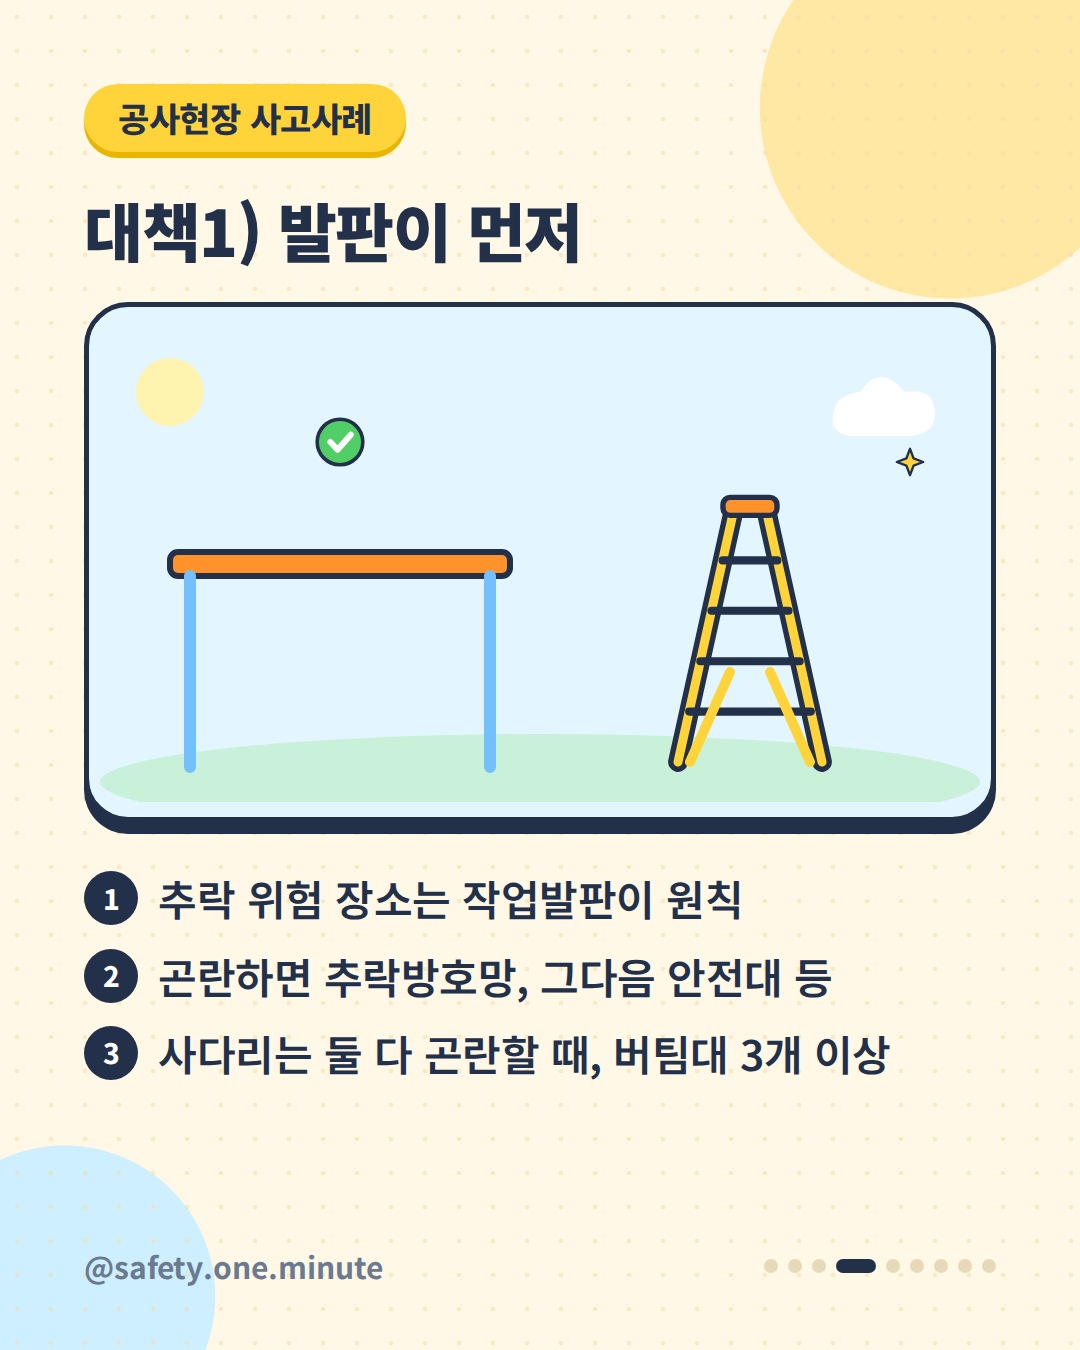 공사현장 사고사례
대책1) 발판이 먼저
1 추락 위험 장소는 작업발판이 원칙
2 곤란하면 추락방호망, 그다음 안전대 등
3 사다리는 둘 다 곤란할 때, 버팀대 3개 이상
@safety.one.minute